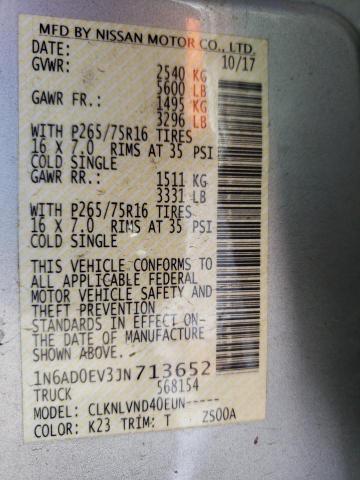 MFD BY NISSAN MOTOR CO., LTD.
DATE: 10/17
GVWR: 2540 KG
5600 LB
GAWR FR.: 1495 KG
3296 LB
WITH P265/75R16 TIRES
16 X 7.0 RIMS AT 35 PSI
COLD SINGLE
GAWR RR.: 1511 KG
3331 LB
WITH P265/75R16 TIRES
16 X 7.0 RIMS AT 35 PSI
COLD SINGLE
THIS VEHICLE CONFORMS TO
ALL APPLICABLE FEDERAL
MOTOR VEHICLE SAFETY AND
THEFT PREVENTION
STANDARDS IN EFFECT ON
THE DATE OF MANUFACTURE
SHOWN ABOVE.
1N6AD0EV3JN713652
TRUCK 568154
MODEL: CLKNLVND40EUN-----
COLOR: K23 TRIM: T ZS00A